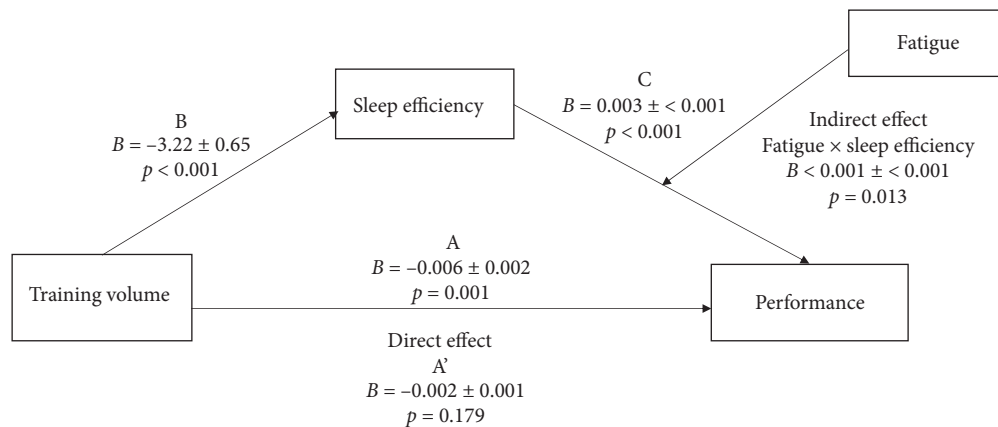 Fatigue
Sleep efficiency
C
B = 0.003 ± < 0.001
p < 0.001
B
B = –3.22 ± 0.65
p < 0.001
Indirect effect
Fatigue × sleep efficiency
B < 0.001 ± < 0.001
p = 0.013
Training volume
A
B = –0.006 ± 0.002
p = 0.001
Performance
Direct effect
A’
B = –0.002 ± 0.001
p = 0.179